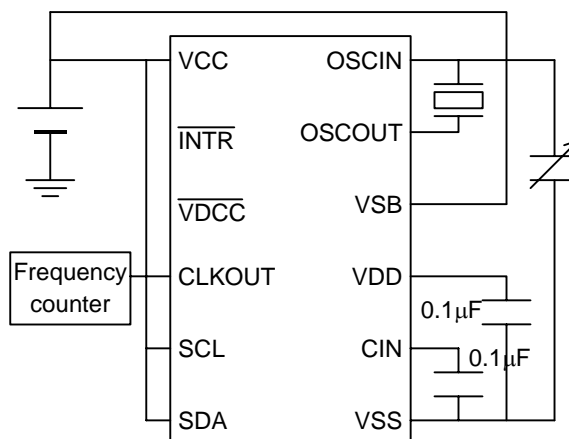 VCC
OSCIN
INTR
OSCOUT
VDCC
VSB
Frequency
counter
CLKOUT
VDD
0.1µF
SCL
CIN
0.1µF
SDA
VSS